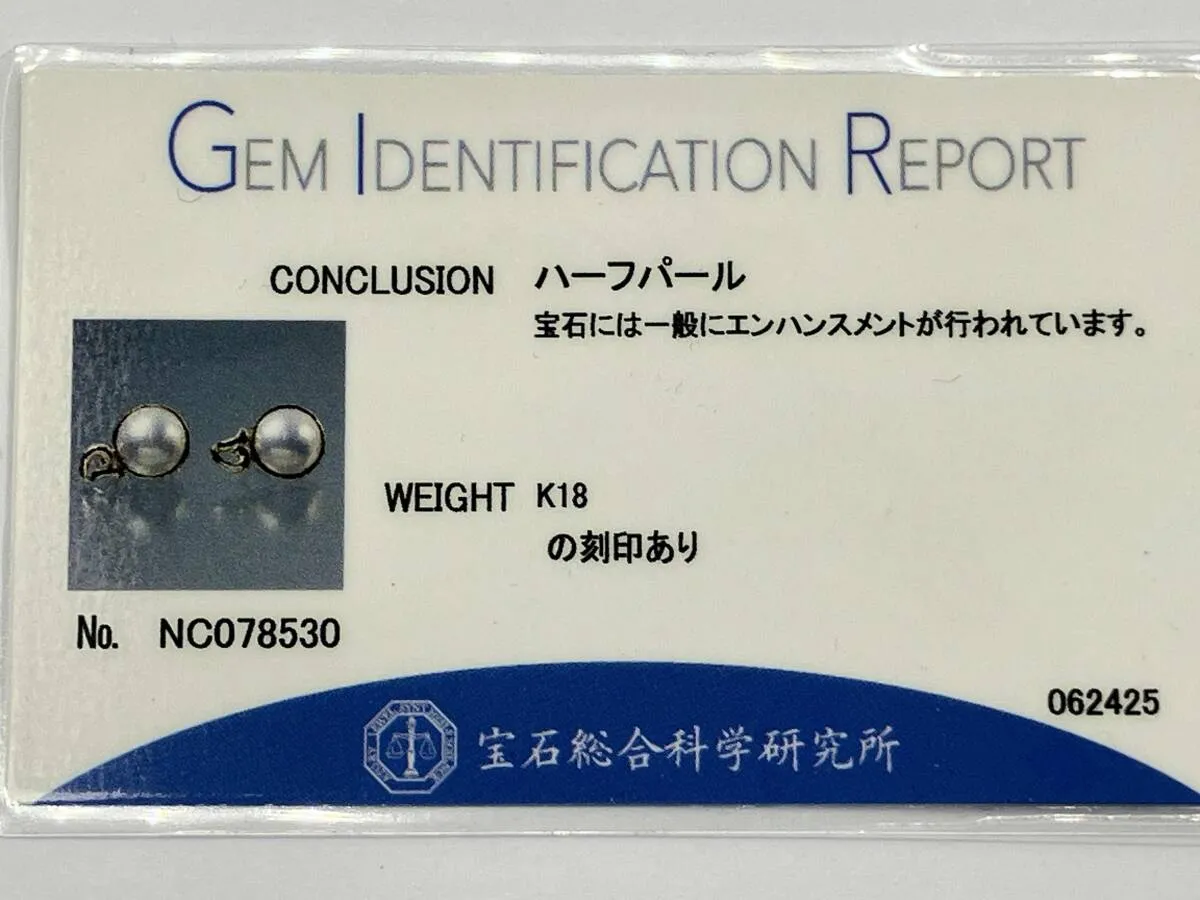 GEM IDENTIFICATION REPORT
CONCLUSION ハーフパール
宝石には一般にエンハンスメントが行われています。
WEIGHT K18
の刻印あり
No. NC078530
062425
宝石総合科学研究所